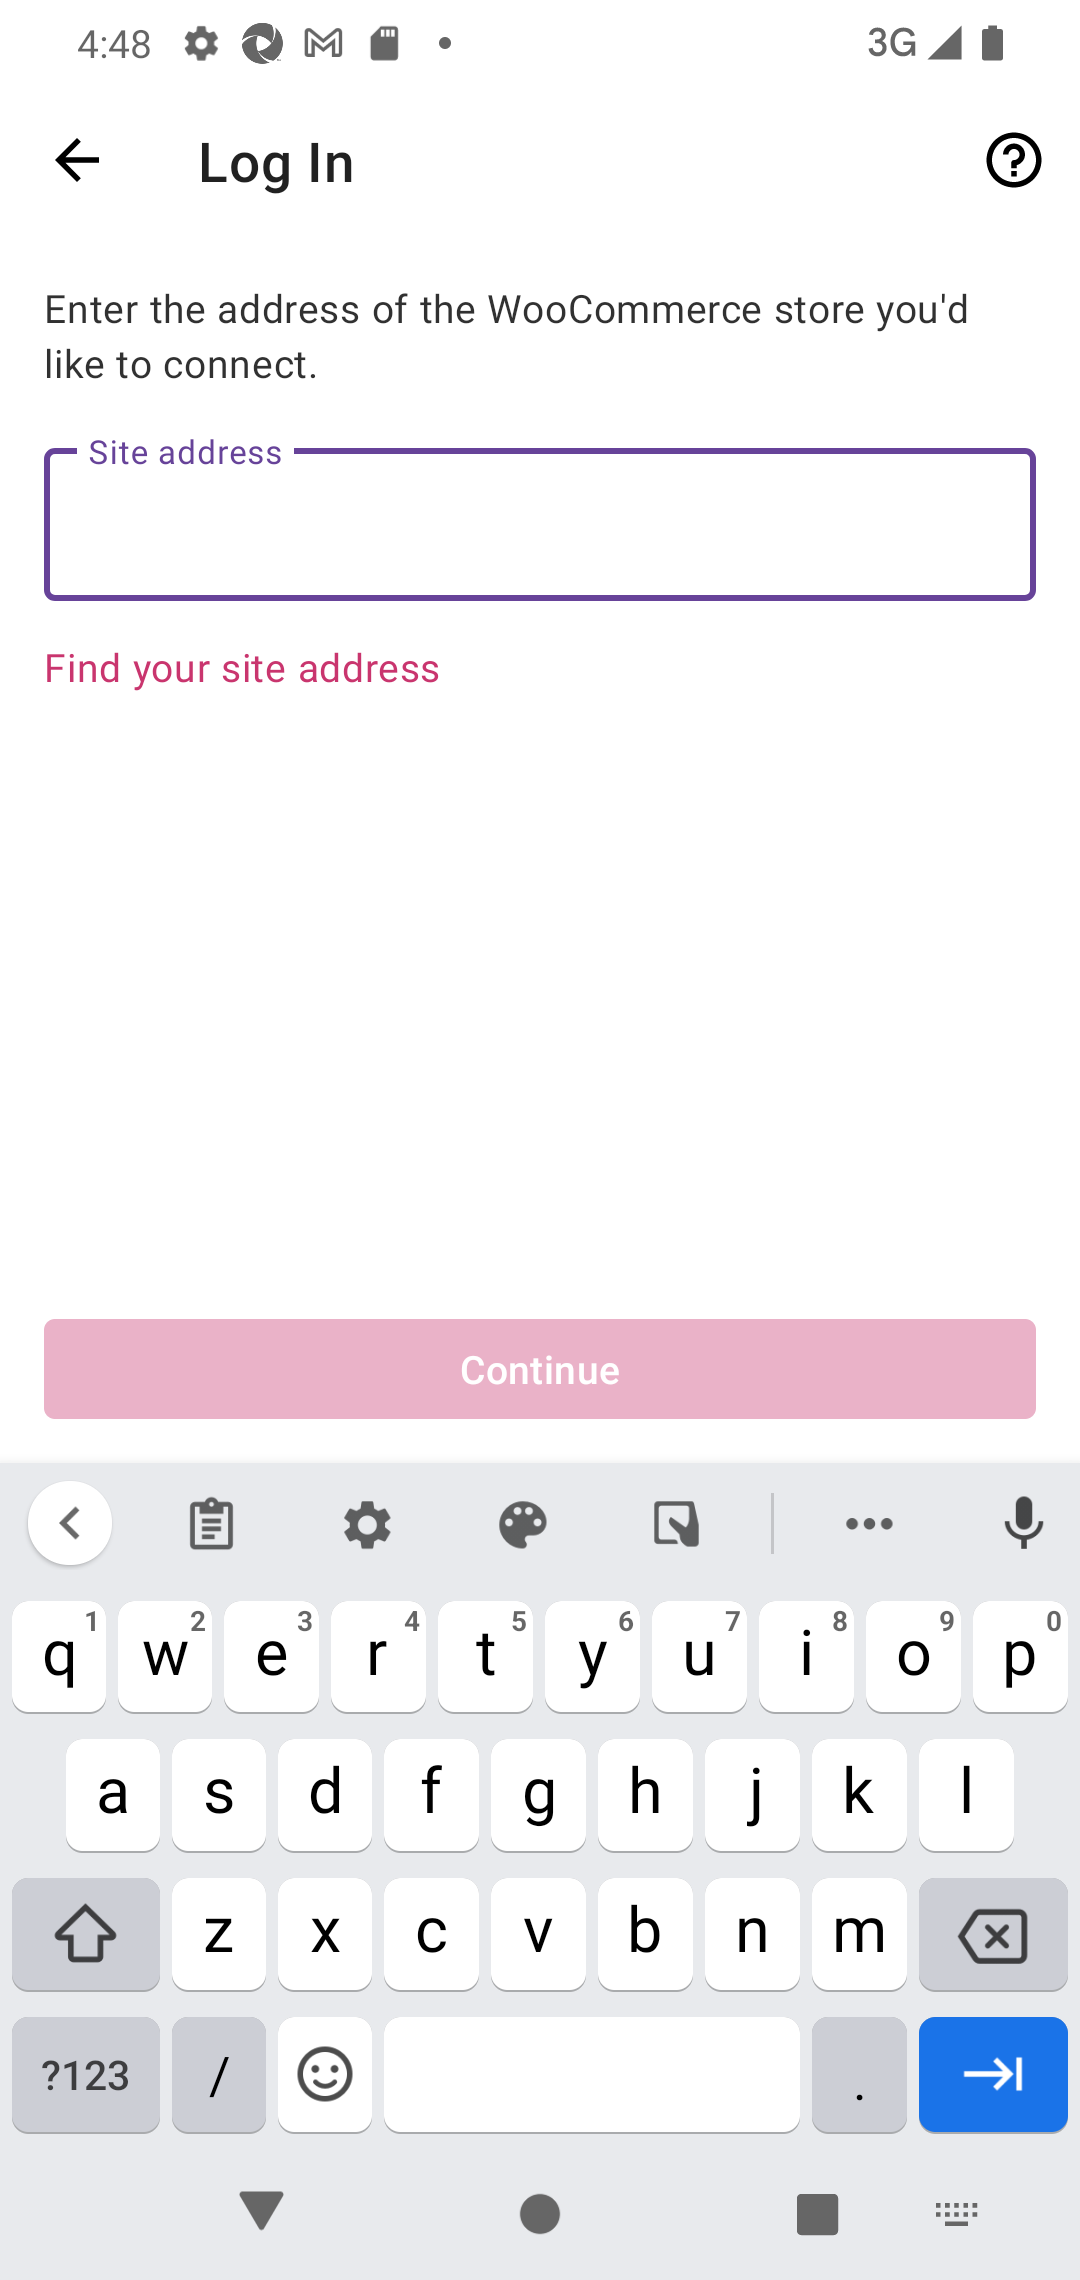 4:48
3G
Log In
Enter the address of the WooCommerce store you'd
like to connect.
Site address
Find your site address
Continue
q 1 w 2 e 3 r 4 t 5 y 6 u 7 i 8 o 9 p 0
a s d f g h j k l
z x c v b n m
?123 / .